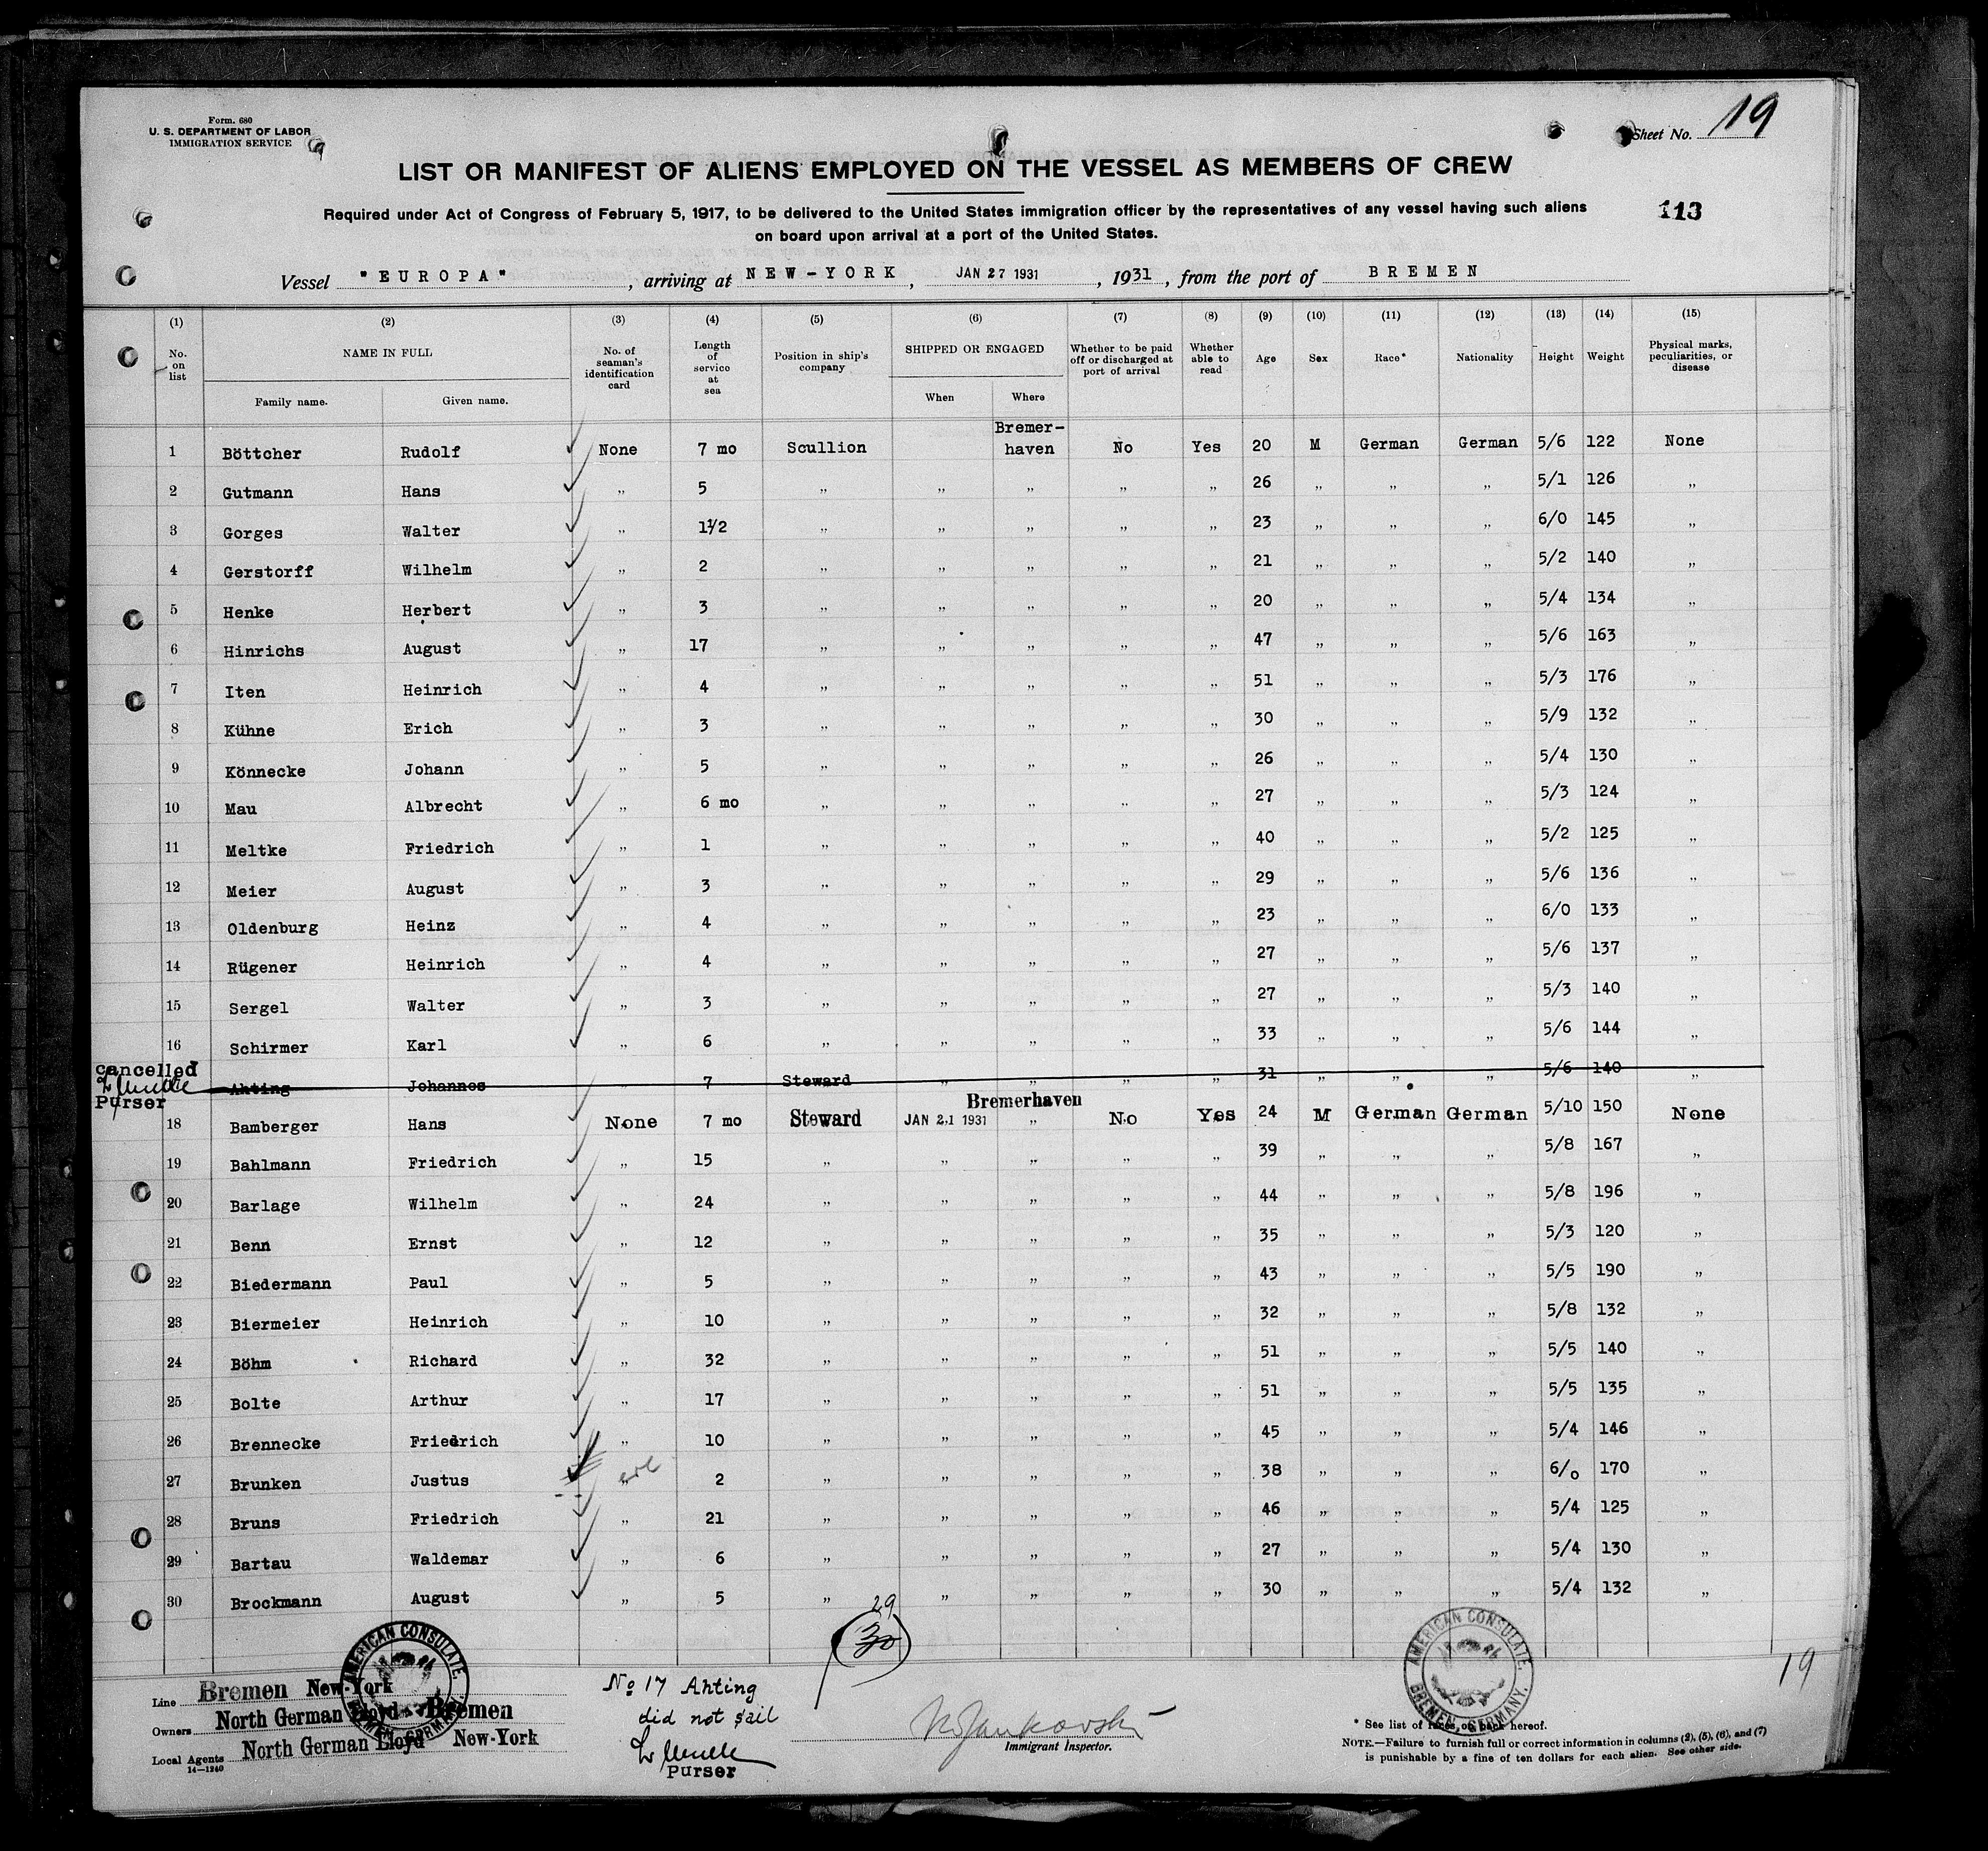 Form. 680
U. S. DEPARTMENT OF LABOR
IMMIGRATION SERVICE
Sheet No. 19
LIST OR MANIFEST OF ALIENS EMPLOYED ON THE VESSEL AS MEMBERS OF CREW
Required under Act of Congress of February 5, 1917, to be delivered to the United States immigration officer by the representatives of any vessel having such aliens
on board upon arrival at a port of the United States.
113
Vessel "EUROPA", arriving at NEW-YORK, JAN 27 1931, 1931, from the port of BREMEN
(1) (2) (3) (4) (5) (6) (7) (8) (9) (10) (11) (12) (13) (14) (15)
No. on list NAME IN FULL Family name. Given name. No. of seaman's identification card Length of service at sea Position in ship's company SHIPPED OR ENGAGED When Where Whether to be paid off or discharged at port of arrival Whether able to read Age Sex Race* Nationality Height Weight Physical marks, peculiarities, or disease
1 Böttcher Rudolf None 7 mo Scullion Bremer-haven No Yes 20 M German German 5/6 122 None
2 Gutmann Hans " 5 " " " " " 26 " " " 5/1 126 "
3 Gorges Walter " 1 1/2 " " " " " 23 " " " 6/0 145 "
4 Gerstorff Wilhelm " 2 " " " " " 21 " " " 5/2 140 "
5 Henke Herbert " 3 " " " " " 20 " " " 5/4 134 "
6 Hinrichs August " 17 " " " " " 47 " " " 5/6 163 "
7 Iten Heinrich " 4 " " " " " 51 " " " 5/3 176 "
8 Kühne Erich " 3 " " " " " 30 " " " 5/9 132 "
9 Könnecke Johann " 5 " " " " " 26 " " " 5/4 130 "
10 Mau Albrecht " 6 mo " " " " " 27 " " " 5/3 124 "
11 Meltke Friedrich " 1 " " " " " 40 " " " 5/2 125 "
12 Meier August " 3 " " " " " 29 " " " 5/6 136 "
13 Oldenburg Heinz " 4 " " " " " 23 " " " 6/0 133 "
14 Rügener Heinrich " 4 " " " " " 27 " " " 5/6 137 "
15 Sergel Walter " 3 " " " " " 27 " " " 5/3 140 "
16 Schirmer Karl " 6 " " " " " 33 " " " 5/6 144 "
cancelled
Ahting Johannes " 7 Steward " " " " 31 " " " 5/6 140 "
Purser
18 Bamberger Hans None 7 mo Steward JAN 21 1931 Bremerhaven " No Yes 24 M German German 5/10 150 None
19 Bahlmann Friedrich " 15 " " " " " 39 " " " 5/8 167 "
20 Barlage Wilhelm " 24 " " " " " 44 " " " 5/8 196 "
21 Benn Ernst " 12 " " " " " 35 " " " 5/3 120 "
22 Biedermann Paul " 5 " " " " " 43 " " " 5/5 190 "
23 Biermeier Heinrich " 10 " " " " " 32 " " " 5/8 132 "
24 Böhm Richard " 32 " " " " " 51 " " " 5/5 140 "
25 Bolte Arthur " 17 " " " " " 51 " " " 5/5 135 "
26 Brennecke Friedrich " 10 " " " " " 45 " " " 5/4 146 "
27 Brunken Justus " 2 " " " " " 38 " " " 6/0 170 "
28 Bruns Friedrich " 21 " " " " " 46 " " " 5/4 125 "
29 Bartau Waldemar " 6 " " " " " 27 " " " 5/4 130 "
30 Brockmann August " 5 " " " " " 30 " " " 5/4 132 "
29
30
19
Line Bremen New-York
Owners North German Lloyd Bremen
Local Agents North German Lloyd New-York
14-1240
AMERICAN CONSULATE. BREMEN, GERMANY.
No 17 Ahting
did not sail
Purser
Immigrant Inspector.
AMERICAN CONSULATE. BREMEN, GERMANY.
* See list of races on back hereof.
NOTE.—Failure to furnish full or correct information in columns (2), (5), (6), and (7)
is punishable by a fine of ten dollars for each alien. See other side.